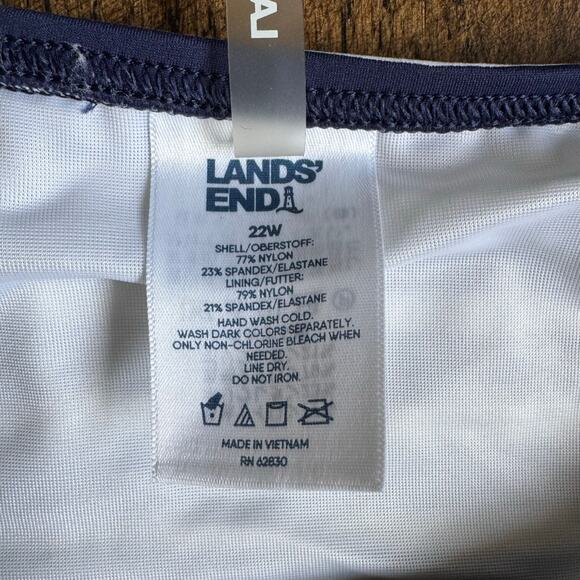 LANDS'
END
22W
SHELL/OBERSTOFF:
77% NYLON
23% SPANDEX/ELASTANE
LINING/FUTTER:
79% NYLON
21% SPANDEX/ELASTANE
HAND WASH COLD.
WASH DARK COLORS SEPARATELY.
ONLY NON-CHLORINE BLEACH WHEN
NEEDED.
LINE DRY.
DO NOT IRON.
MADE IN VIETNAM
RN 62830